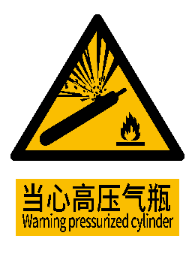 当心高压气瓶
Warning pressurized cylinder